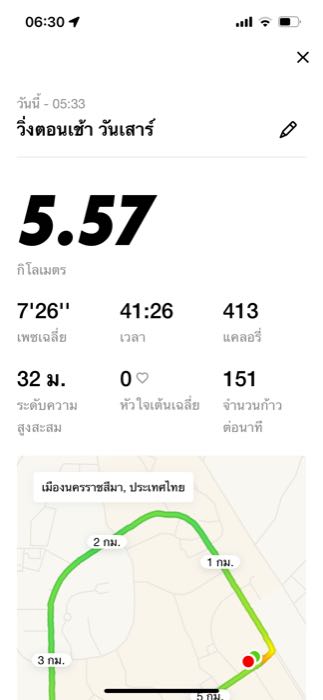 06:30
วันนี้ - 05:33
วิ่งตอนเช้า วันเสาร์
5.57
กิโลเมตร
7'26''
41:26
413
เพซเฉลี่ย
เวลา
แคลอรี่
32 ม.
0
151
ระดับความ
สูงสะสม
หัวใจเต้นเฉลี่ย
จำนวนก้าว
ต่อนาที
เมืองนครราชสีมา, ประเทศไทย
2 กม.
1 กม.
3 กม.
5 กม.